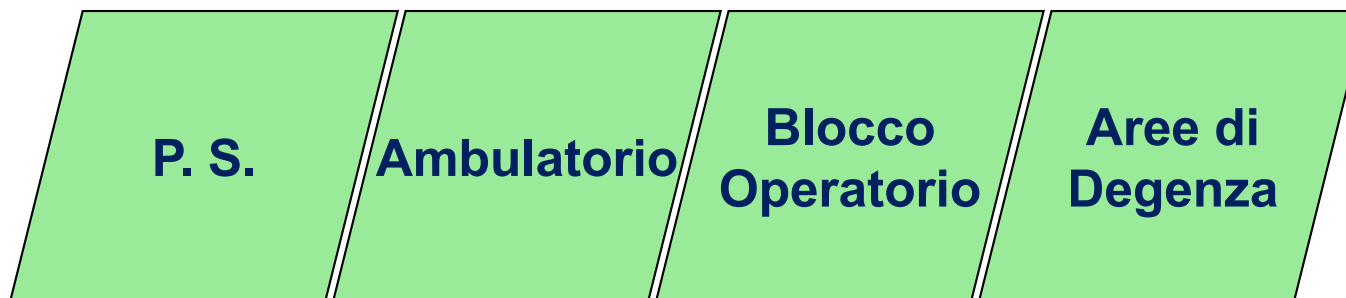 P. S.
Ambulatorio
Blocco
Operatorio
Aree di
Degenza